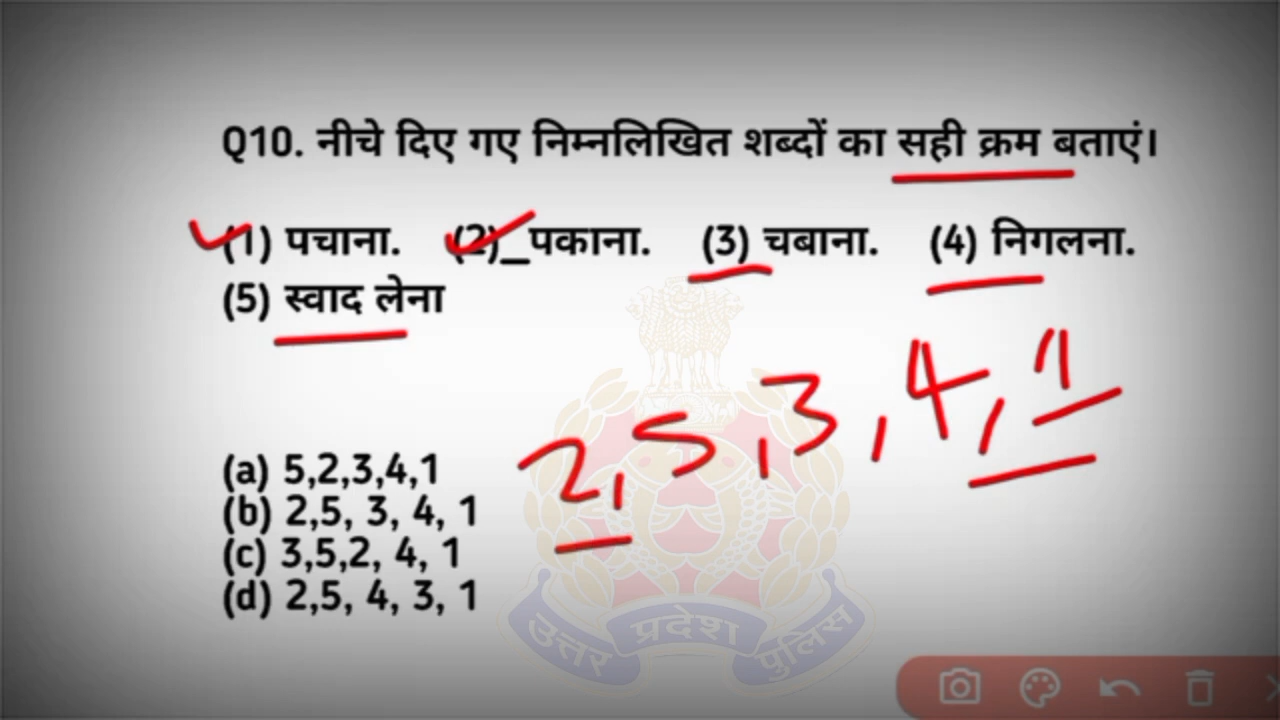 Q10. नीचे दिए गए निम्नलिखित शब्दों का सही क्रम बताएं।
(1) पचाना. (2)_पकाना. (3) चबाना. (4) निगलना.
(5) स्वाद लेना
2, 5, 3, 4, 1
(a) 5,2,3,4,1
(b) 2,5, 3, 4, 1
(c) 3,5,2, 4, 1
(d) 2,5, 4, 3, 1
उत्तर प्रदेश पुलिस